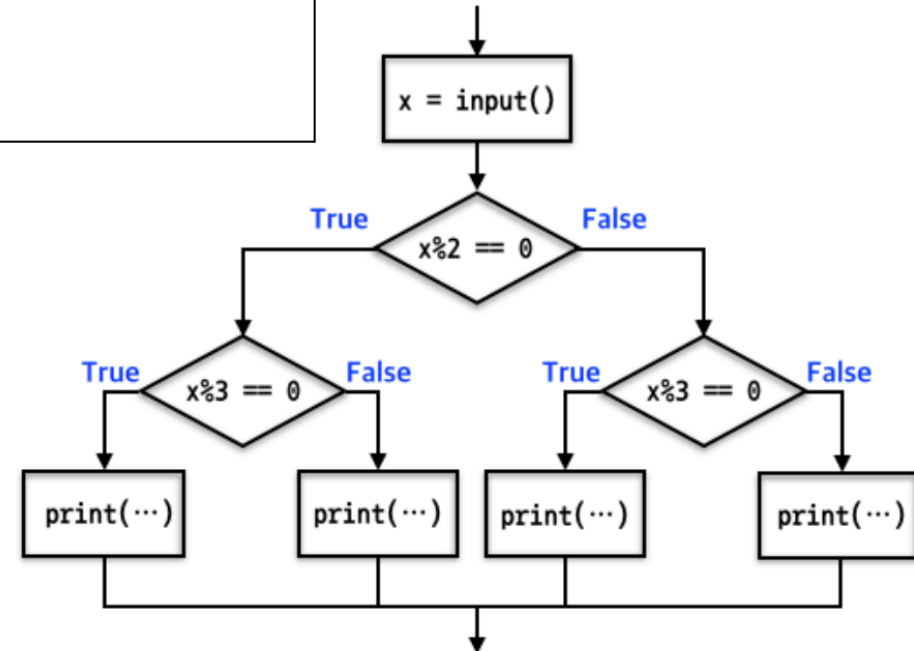 x = input()
True
False
x%2 == 0
True
False
True
False
x%3 == 0
x%3 == 0
print(⋯)
print(⋯)
print(⋯)
print(⋯)